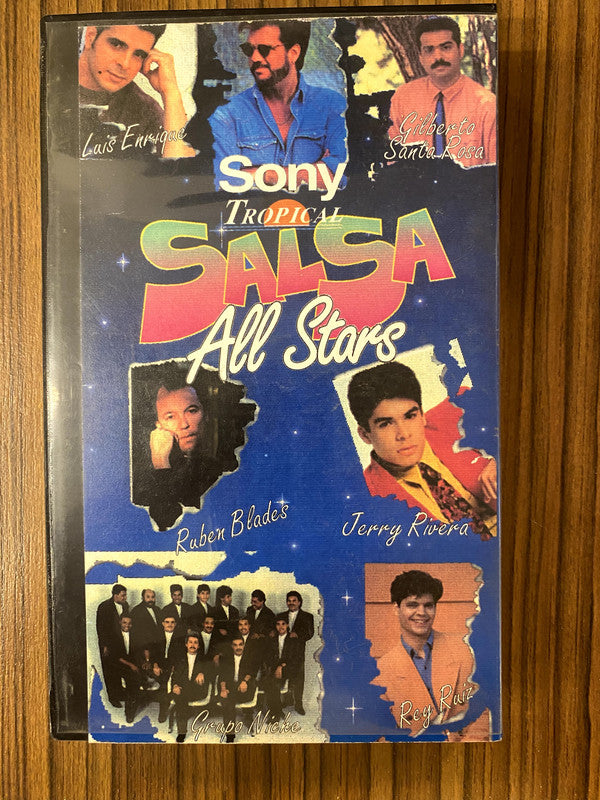 Luis Enrique
Gilberto
Santa Rosa
Sony
TROPICAL
SALSA
All Stars
Ruben Blades
Jerry Rivera
Grupo Niche
Rey Ruiz